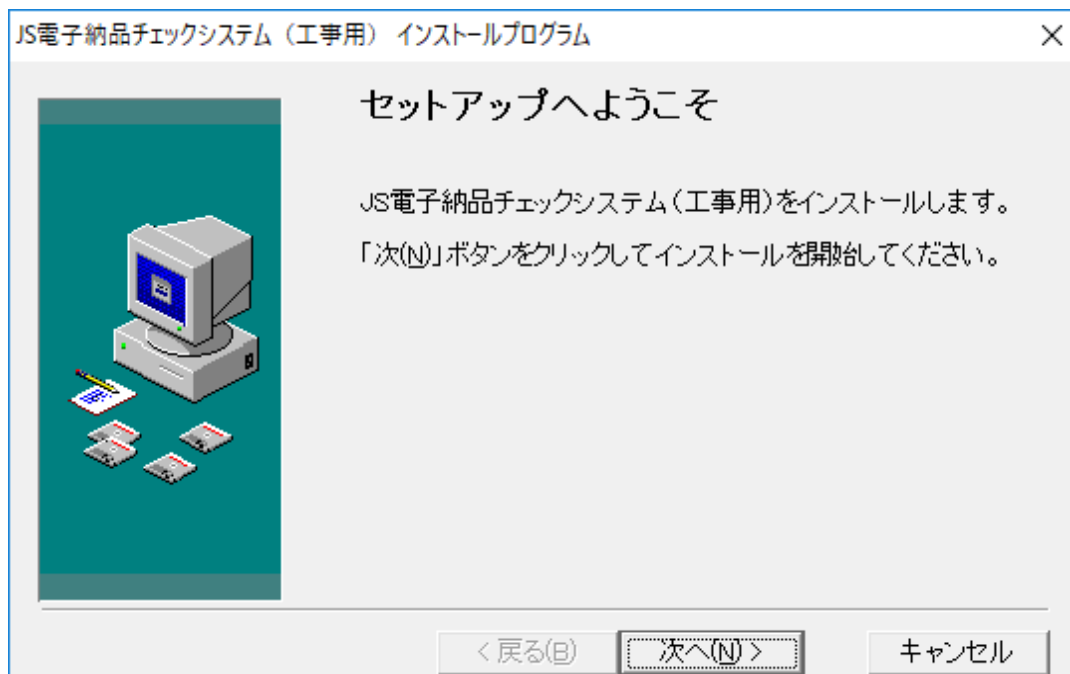 JS電子納品チェックシステム（工事用） インストールプログラム
セットアップへようこそ
JS電子納品チェックシステム(工事用)をインストールします。
「次(N)」ボタンをクリックしてインストールを開始してください。
< 戻る(B)
次へ(N) >
キャンセル